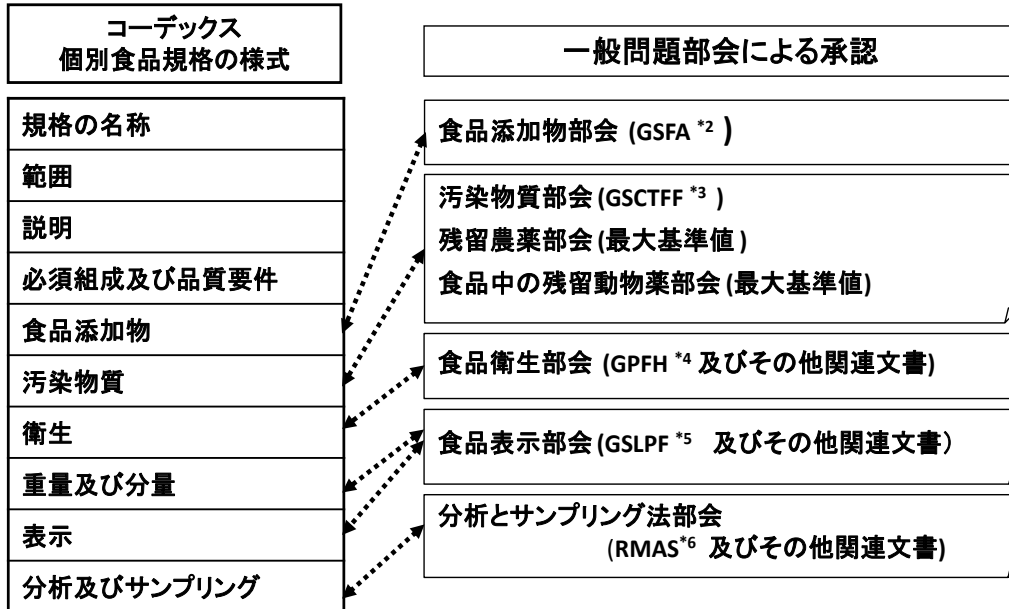 コーデックス
個別食品規格の様式
規格の名称
範囲
説明
必須組成及び品質要件
食品添加物
汚染物質
衛生
重量及び分量
表示
分析及びサンプリング
一般問題部会による承認
食品添加物部会 (GSFA *2 )
汚染物質部会(GSCTFF *3 )
残留農薬部会(最大基準値 )
食品中の残留動物薬部会(最大基準値)
食品衛生部会 (GPFH *4 及びその他関連文書)
食品表示部会(GSLPF *5 及びその他関連文書)
分析とサンプリング法部会
(RMAS*6 及びその他関連文書)